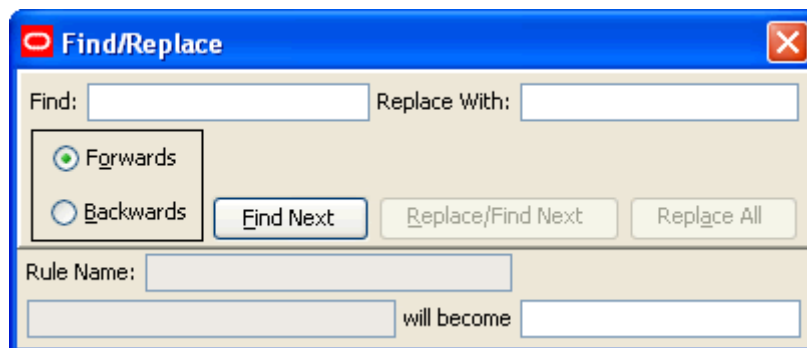 Find/Replace
Find: Replace With:
Forwards
Backwards Find Next Replace/Find Next Replace All
Rule Name:
will become